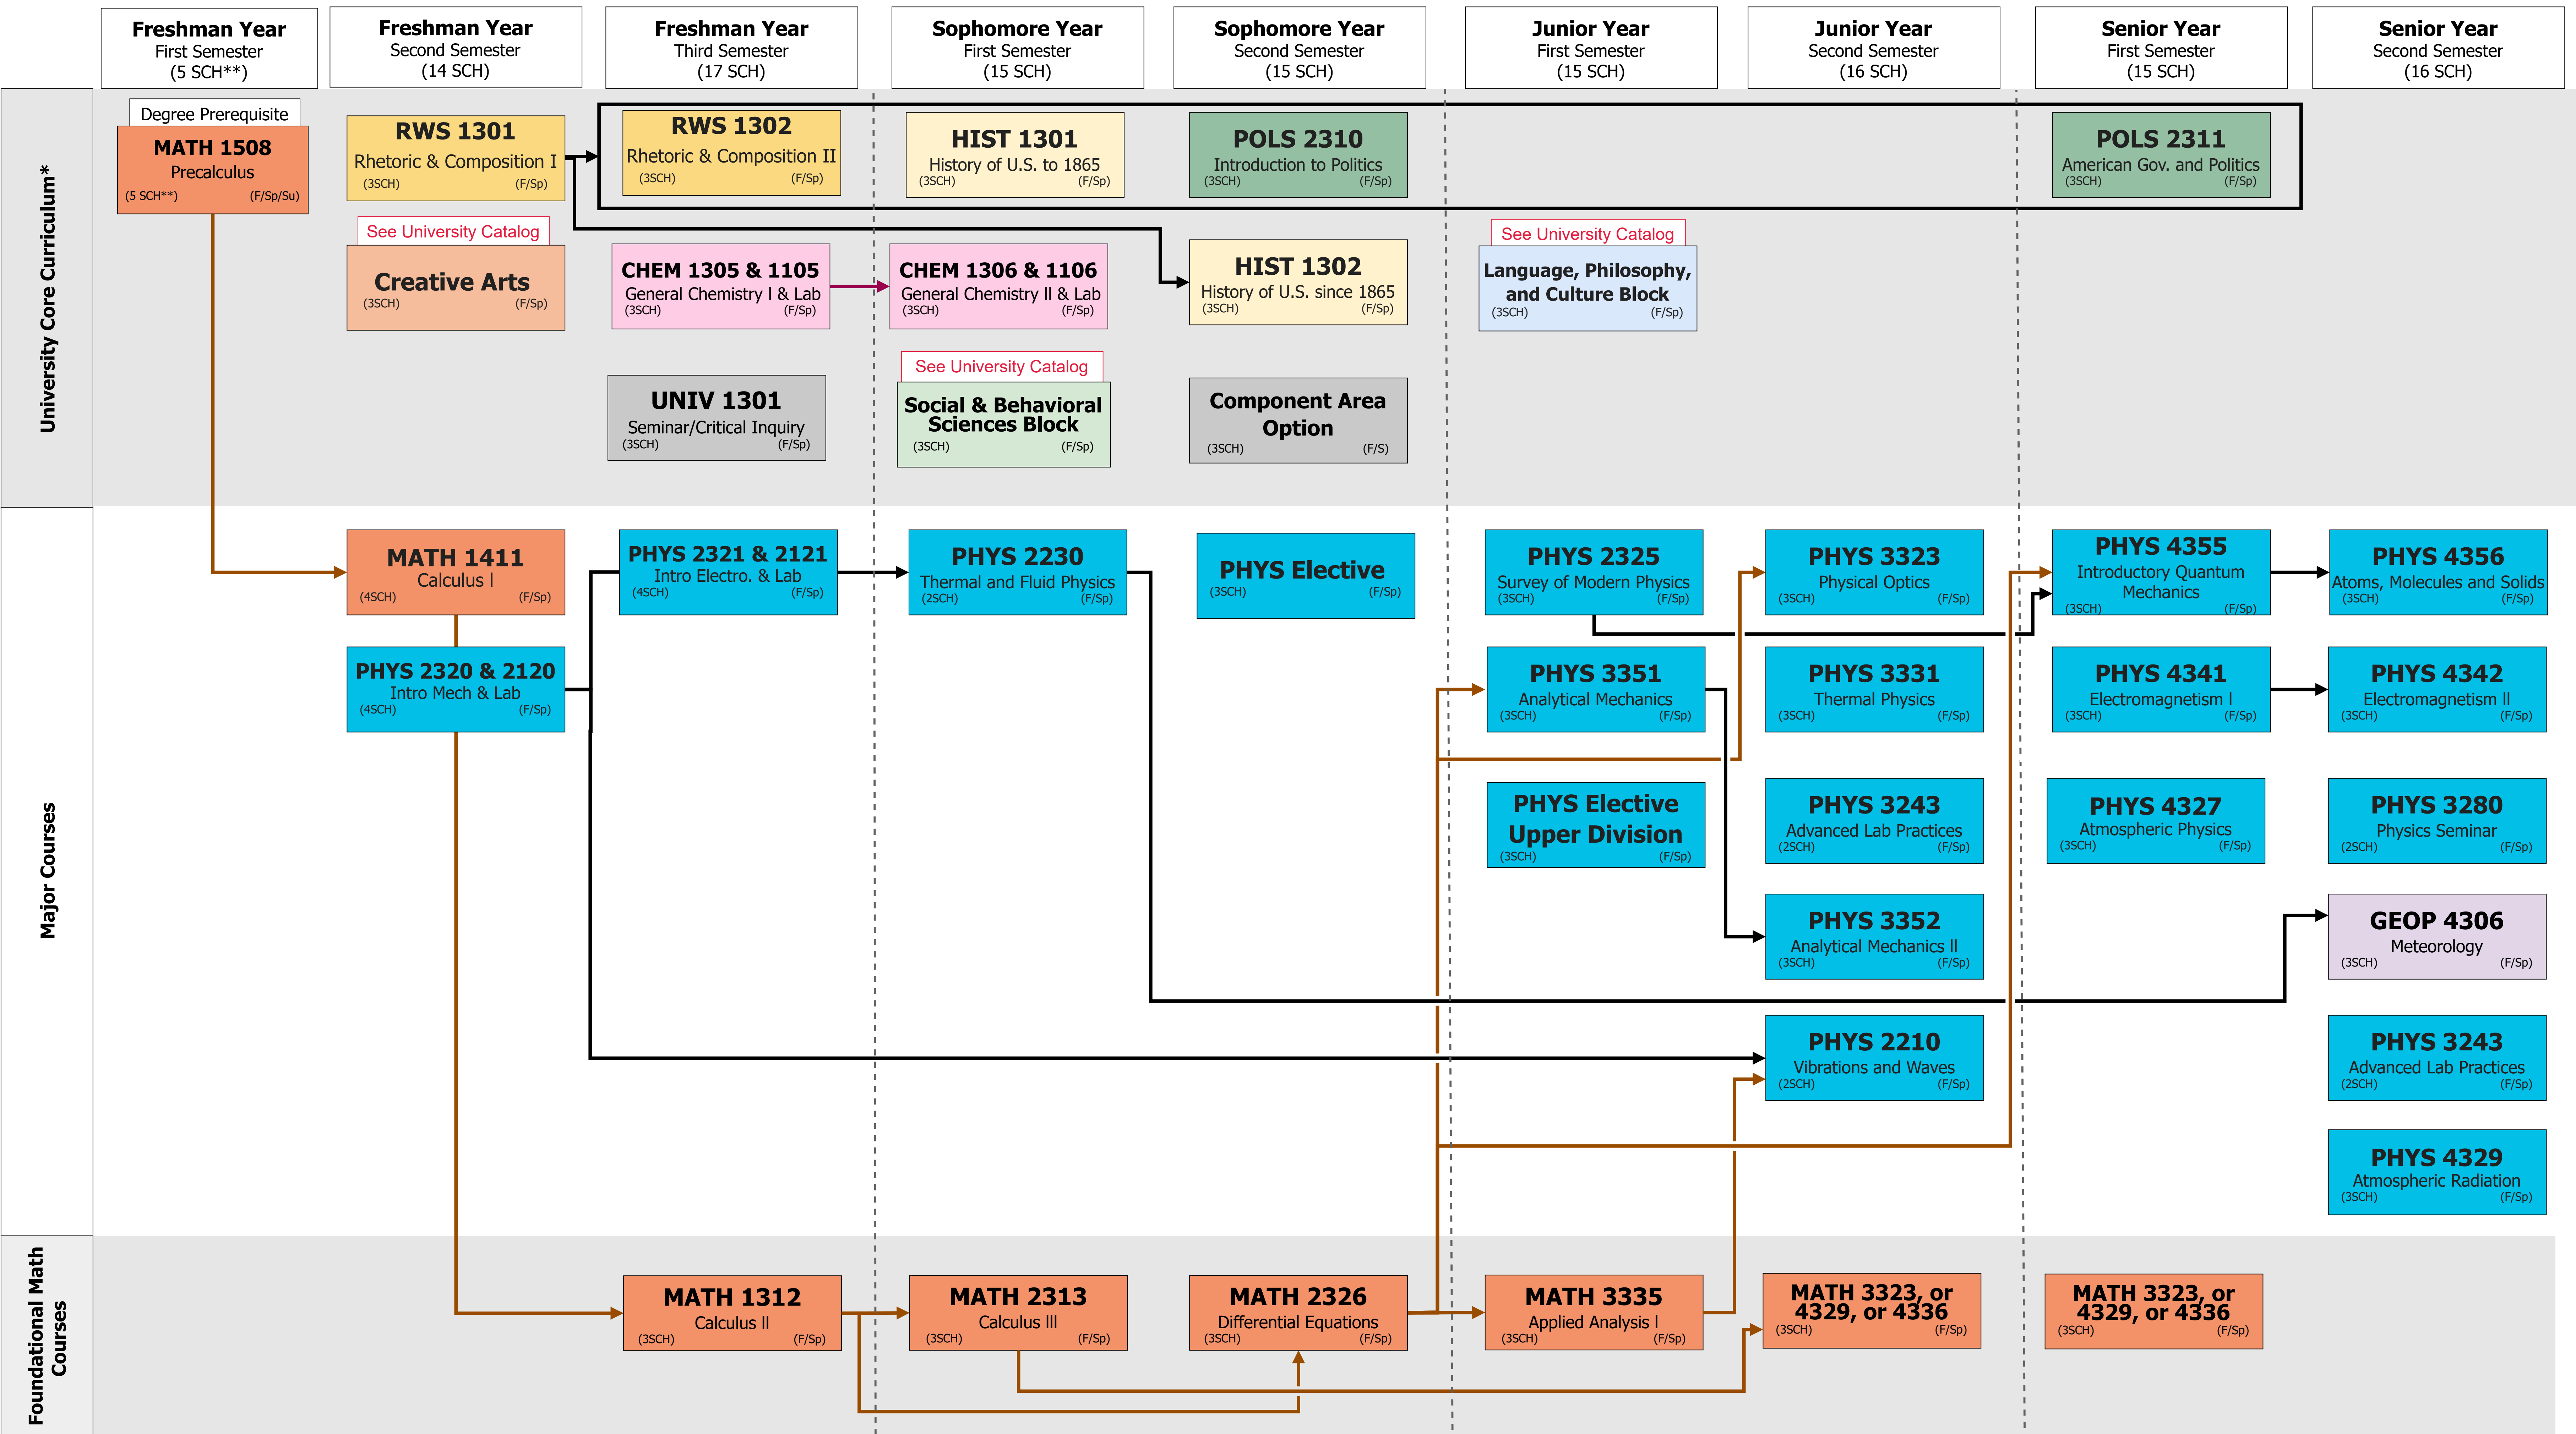 Freshman Year
First Semester
(5 SCH**)
Freshman Year
Second Semester
(14 SCH)
Freshman Year
Third Semester
(17 SCH)
Sophomore Year
First Semester
(15 SCH)
Sophomore Year
Second Semester
(15 SCH)
Junior Year
First Semester
(15 SCH)
Junior Year
Second Semester
(16 SCH)
Senior Year
First Semester
(15 SCH)
Senior Year
Second Semester
(16 SCH)
University Core Curriculum*
Degree Prerequisite
MATH 1508
Precalculus
(5 SCH**) (F/Sp/Su)
RWS 1301
Rhetoric & Composition I
(3SCH) (F/Sp)
RWS 1302
Rhetoric & Composition II
(3SCH) (F/Sp)
HIST 1301
History of U.S. to 1865
(3SCH) (F/Sp)
POLS 2310
Introduction to Politics
(3SCH) (F/Sp)
POLS 2311
American Gov. and Politics
(3SCH) (F/Sp)
See University Catalog
Creative Arts
(3SCH) (F/Sp)
CHEM 1305 & 1105
General Chemistry l & Lab
(3SCH) (F/Sp)
CHEM 1306 & 1106
General Chemistry ll & Lab
(3SCH) (F/Sp)
HIST 1302
History of U.S. since 1865
(3SCH) (F/Sp)
See University Catalog
Language, Philosophy,
and Culture Block
(3SCH) (F/Sp)
UNIV 1301
Seminar/Critical Inquiry
(3SCH) (F/Sp)
See University Catalog
Social & Behavioral
Sciences Block
(3SCH) (F/Sp)
Component Area
Option
(3SCH) (F/S)
Major Courses
MATH 1411
Calculus l
(4SCH) (F/Sp)
PHYS 2321 & 2121
Intro Electro. & Lab
(4SCH) (F/Sp)
PHYS 2230
Thermal and Fluid Physics
(2SCH) (F/Sp)
PHYS Elective
(3SCH) (F/Sp)
PHYS 2325
Survey of Modern Physics
(3SCH) (F/Sp)
PHYS 3323
Physical Optics
(3SCH) (F/Sp)
PHYS 4355
Introductory Quantum
Mechanics
(3SCH) (F/Sp)
PHYS 4356
Atoms, Molecules and Solids
(3SCH) (F/Sp)
PHYS 2320 & 2120
Intro Mech & Lab
(4SCH) (F/Sp)
PHYS 3351
Analytical Mechanics
(3SCH) (F/Sp)
PHYS 3331
Thermal Physics
(3SCH) (F/Sp)
PHYS 4341
Electromagnetism l
(3SCH) (F/Sp)
PHYS 4342
Electromagnetism ll
(3SCH) (F/Sp)
PHYS Elective
Upper Division
(3SCH) (F/Sp)
PHYS 3243
Advanced Lab Practices
(2SCH) (F/Sp)
PHYS 4327
Atmospheric Physics
(3SCH) (F/Sp)
PHYS 3280
Physics Seminar
(2SCH) (F/Sp)
PHYS 3352
Analytical Mechanics ll
(3SCH) (F/Sp)
GEOP 4306
Meteorology
(3SCH) (F/Sp)
PHYS 2210
Vibrations and Waves
(2SCH) (F/Sp)
PHYS 3243
Advanced Lab Practices
(2SCH) (F/Sp)
PHYS 4329
Atmospheric Radiation
(3SCH) (F/Sp)
Foundational Math
Courses
MATH 1312
Calculus ll
(3SCH) (F/Sp)
MATH 2313
Calculus lll
(3SCH) (F/Sp)
MATH 2326
Differential Equations
(3SCH) (F/Sp)
MATH 3335
Applied Analysis l
(3SCH) (F/Sp)
MATH 3323, or
4329, or 4336
(3SCH) (F/Sp)
MATH 3323, or
4329, or 4336
(3SCH) (F/Sp)